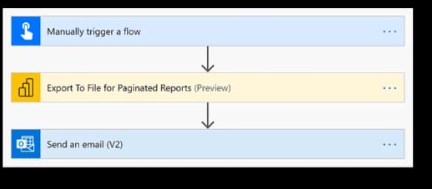 Manually trigger a flow
Export To File for Paginated Reports (Preview)
Send an email (V2)